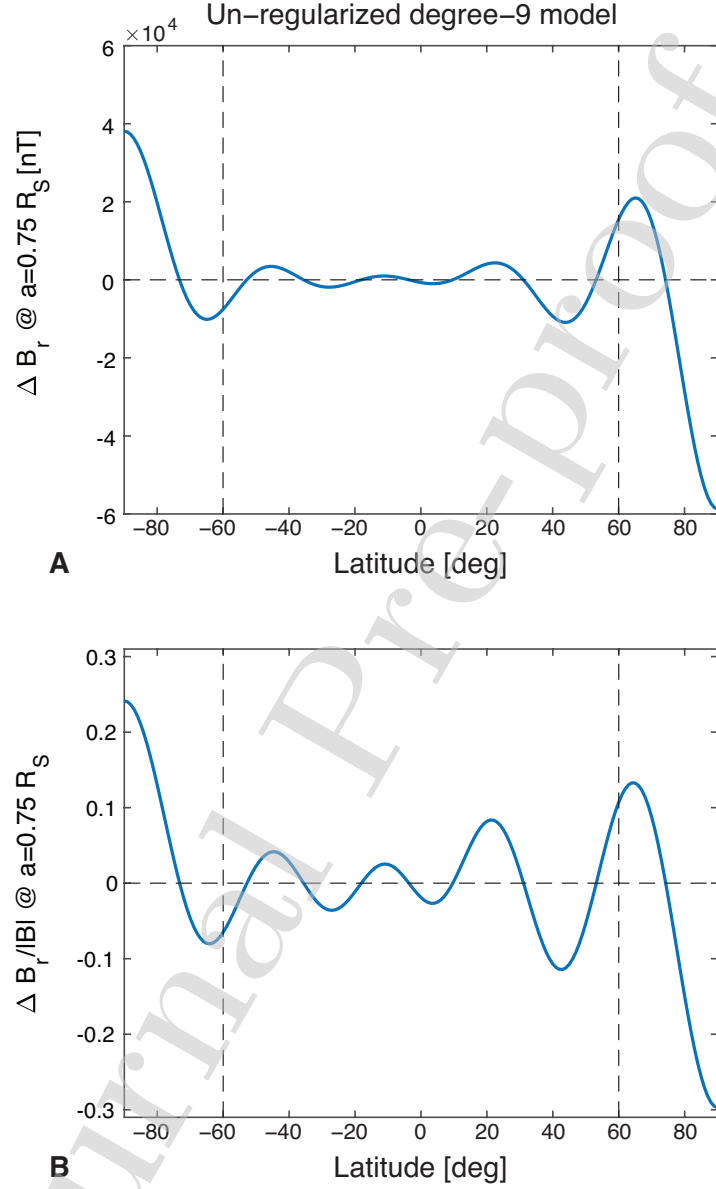 Un−regularized degree−9 model
×10⁴
6
4
2
0
-2
-4
-6
Δ B_r @ a=0.75 R_S [nT]
−80 −60 −40 −20 0 20 40 60 80
Latitude [deg]
A
0.3
0.2
0.1
0
-0.1
-0.2
-0.3
Δ B_r/|B| @ a=0.75 R_S
−80 −60 −40 −20 0 20 40 60 80
Latitude [deg]
B
urnal Pre-proof